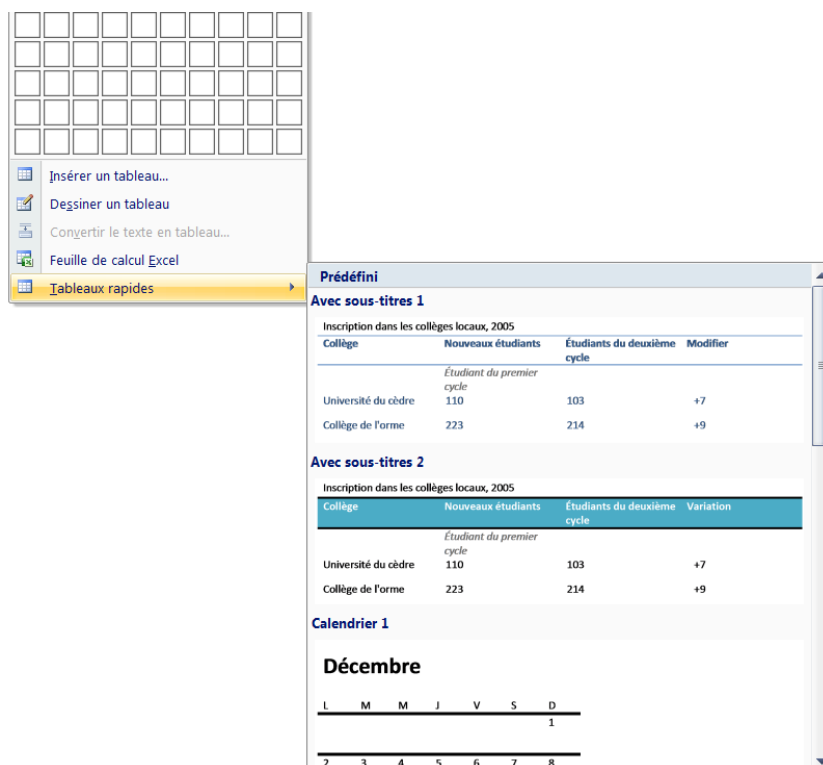 Insérer un tableau...
Dessiner un tableau
Convertir le texte en tableau...
Feuille de calcul Excel
Tableaux rapides
Prédéfini
Avec sous-titres 1
Inscription dans les collèges locaux, 2005
Collège Nouveaux étudiants Étudiants du deuxième cycle Modifier
Étudiant du premier cycle
Université du cèdre 110 103 +7
Collège de l'orme 223 214 +9
Avec sous-titres 2
Inscription dans les collèges locaux, 2005
Collège Nouveaux étudiants Étudiants du deuxième cycle Variation
Étudiant du premier cycle
Université du cèdre 110 103 +7
Collège de l'orme 223 214 +9
Calendrier 1
Décembre
L M M J V S D
1
2 3 4 5 6 7 8